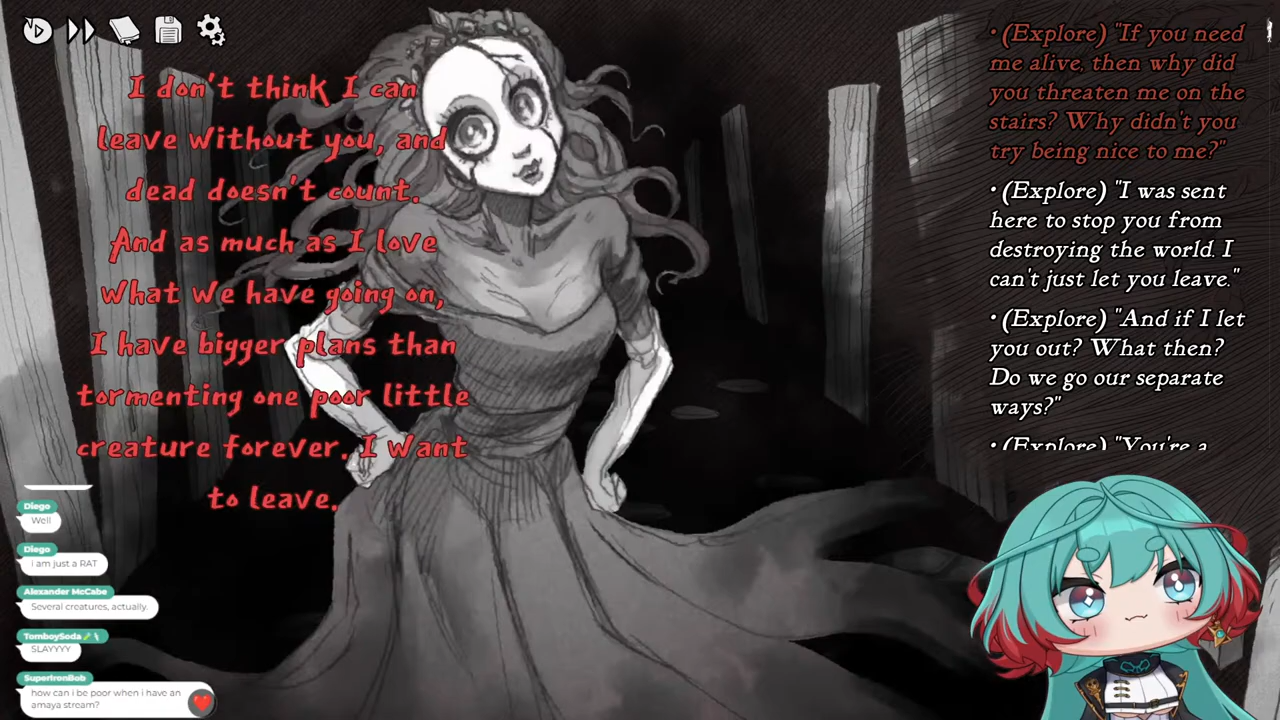 I don't think I can
leave without you, and
dead doesn't count.
And as much as I love
what we have going on,
I have bigger plans than
tormenting one poor little
creature forever. I want
to leave.
• (Explore) "If you need
me alive, then why did
you threaten me on the
stairs? Why didn't you
try being nice to me?"
• (Explore) "I was sent
here to stop you from
destroying the world. I
can't just let you leave."
• (Explore) "And if I let
you out? What then?
Do we go our separate
ways?"
• (Explore) "You're a
Diego
Well
Diego
i am just a RAT
Alexander McCabe
Several creatures, actually.
TomboySoda
SLAYYYY
SuperIronBob
how can i be poor when i have an
amaya stream?